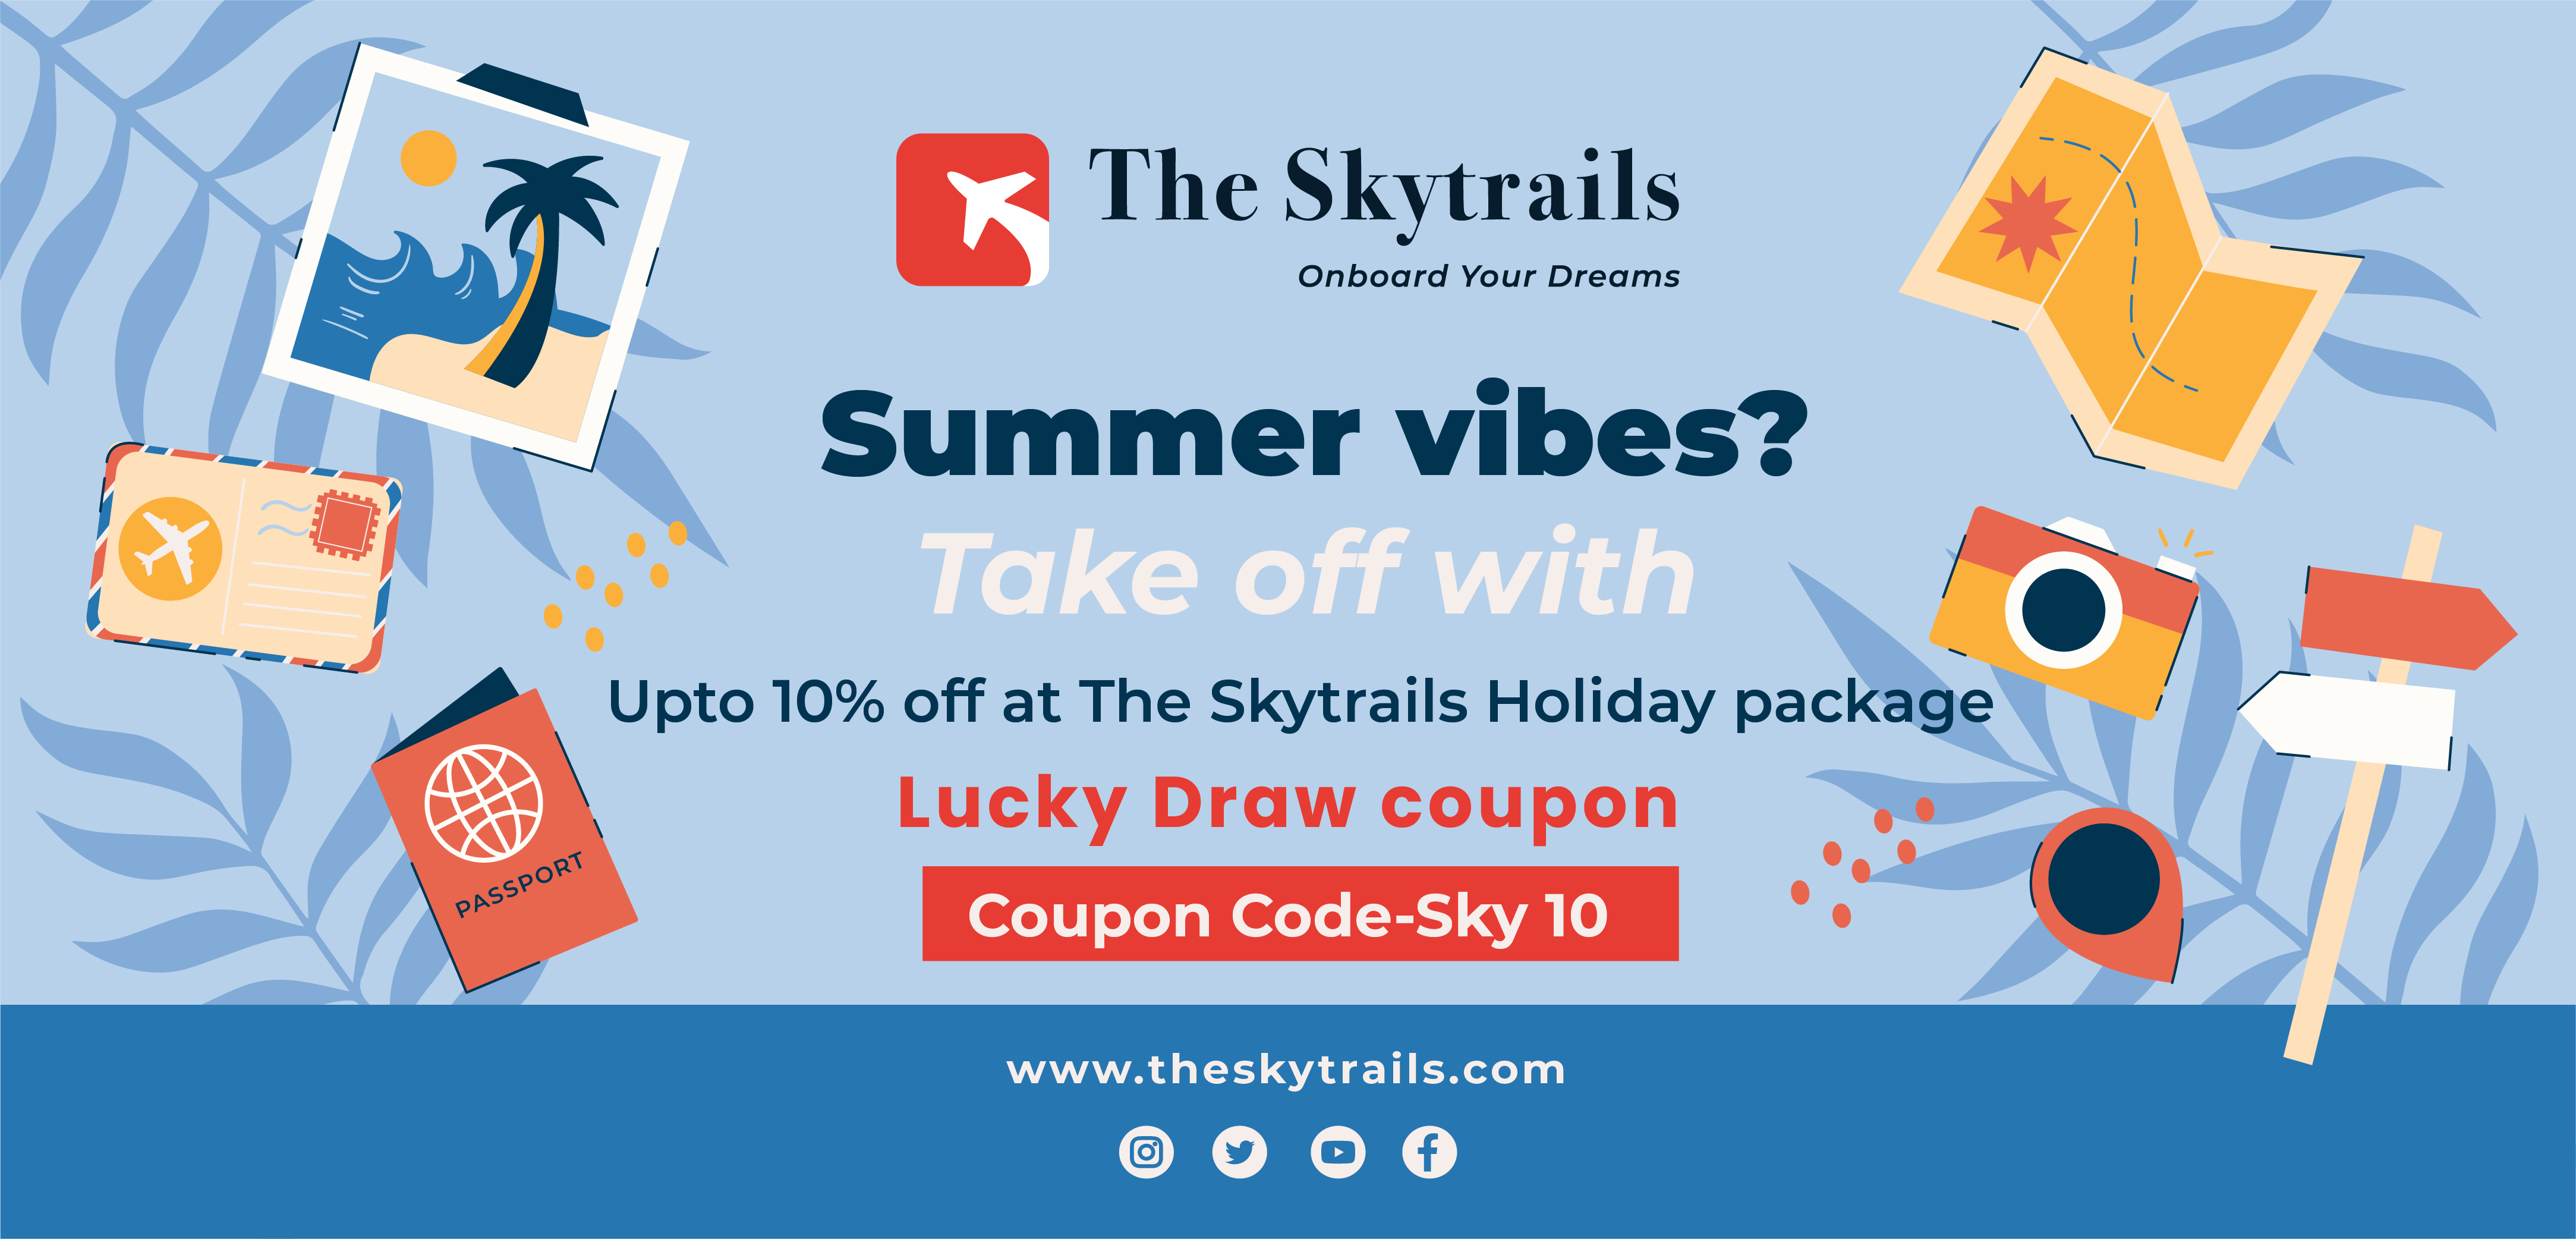 The Skytrails
Onboard Your Dreams
Summer vibes?
Take off with
Upto 10% off at The Skytrails Holiday package
Lucky Draw coupon
Coupon Code-Sky 10
PASSPORT
www.theskytrails.com